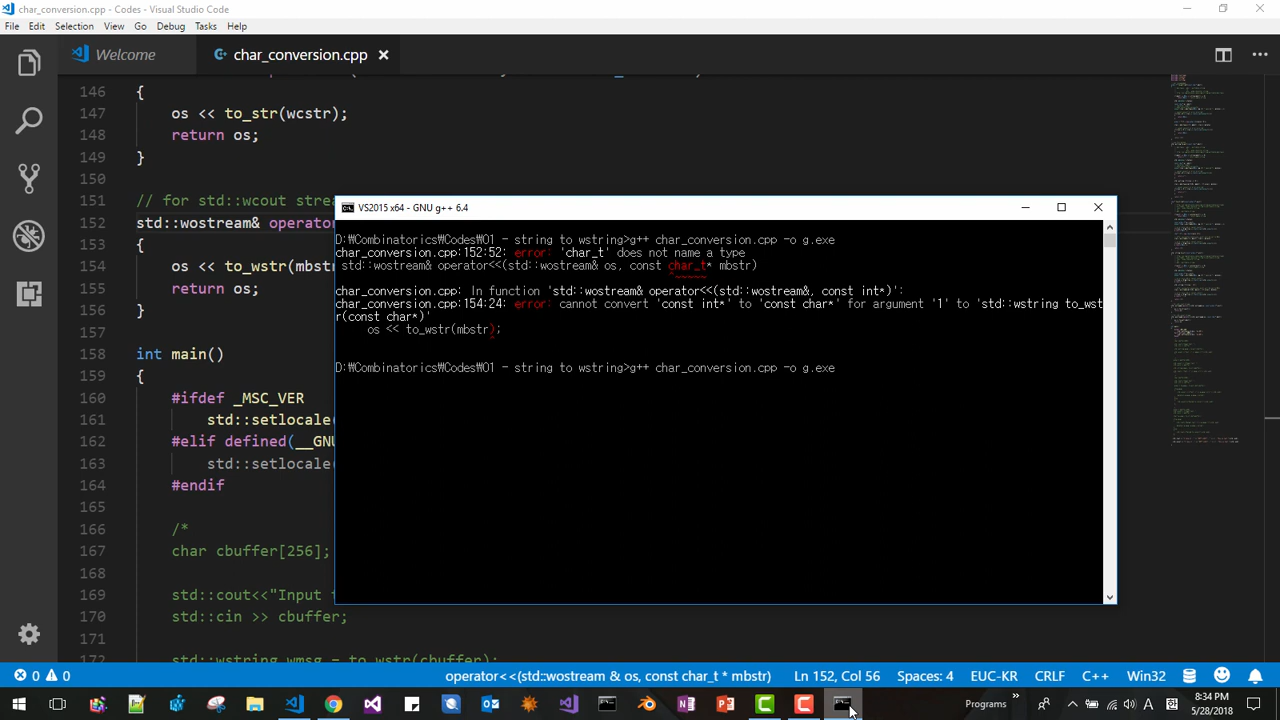 char_conversion.cpp - Codes - Visual Studio Code
File Edit Selection View Go Debug Tasks Help
Welcome char_conversion.cpp
146 {
147 os << to_str(wcstr);
148 return os;
149 }
150
151 // for std::wcout
152 std::wostream&
153 {
154 os <<
155 return os;
156 }
157
158 int main()
159 {
160 #ifdef _MSC_VER
161 std::setlocale(
162 #elif
163 std::setlocale(
164 #endif
165
166 /*
167 char cbuffer[256];
168
169 std::cout<<"Input
170 std::cin >> cbuffer;
171
172 std::wstring wmsg = to_wstr(cbuffer);
VS2015 x64 - GNU g++ 6.4
D:₩Combinatorics₩Codes₩01 - string to wstring>g++ char_conversion.cpp -o g.exe
char_conversion.cpp:152:52: error: 'char_t' does not name a type
std::wostream& operator<<(std::wostream& os, const char_t* mbstr)
char_conversion.cpp: In function 'std::wostream& operator<<(std::wostream&, const int*)':
char_conversion.cpp:154:24: error: cannot convert 'const int*' to 'const char*' for argument '1' to 'std::wstring to_wst
r(const char*)'
os << to_wstr(mbstr);
D:₩Combinatorics₩Codes₩01 - string to wstring>g++ char_conversion.cpp -o g.exe
0 0 operator<<(std::wostream & os, const char_t * mbstr) Ln 152, Col 56 Spaces: 4 EUC-KR CRLF C++ Win32
Programs » A 8:34 PM
5/28/2018